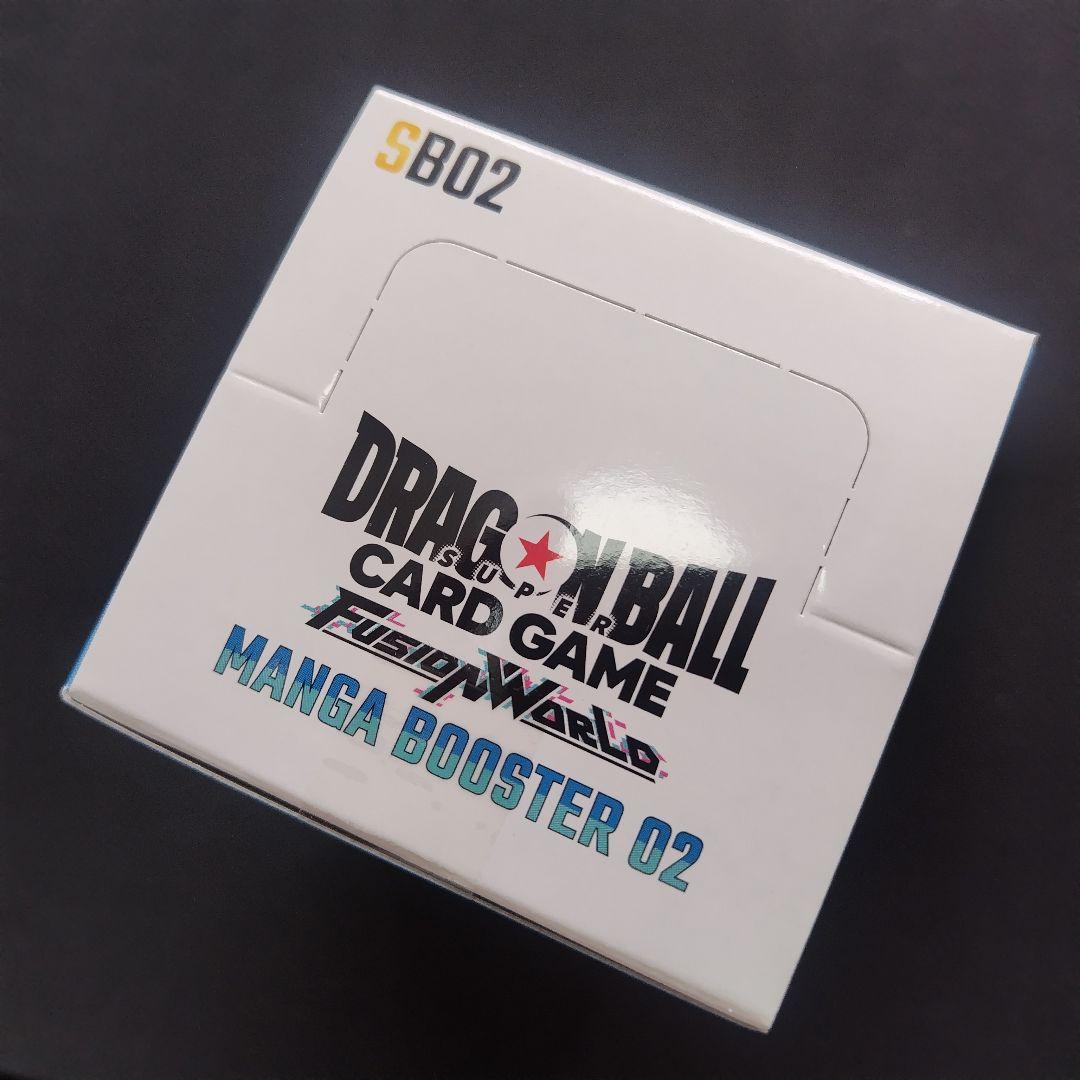 SB02
DRAGON BALL
SUPER
CARD GAME
FUSION WORLD
MANGA BOOSTER 02